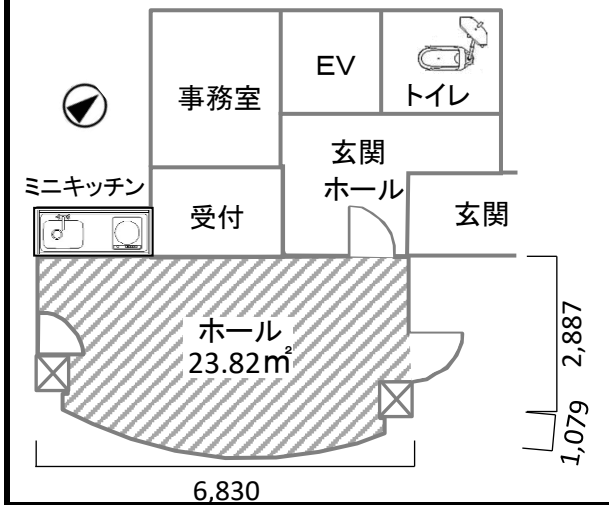 EV
事務室
トイレ
玄関
ホール
ミニキッチン
受付
玄関
ホール
23.82㎡
2,887
1,079
6,830